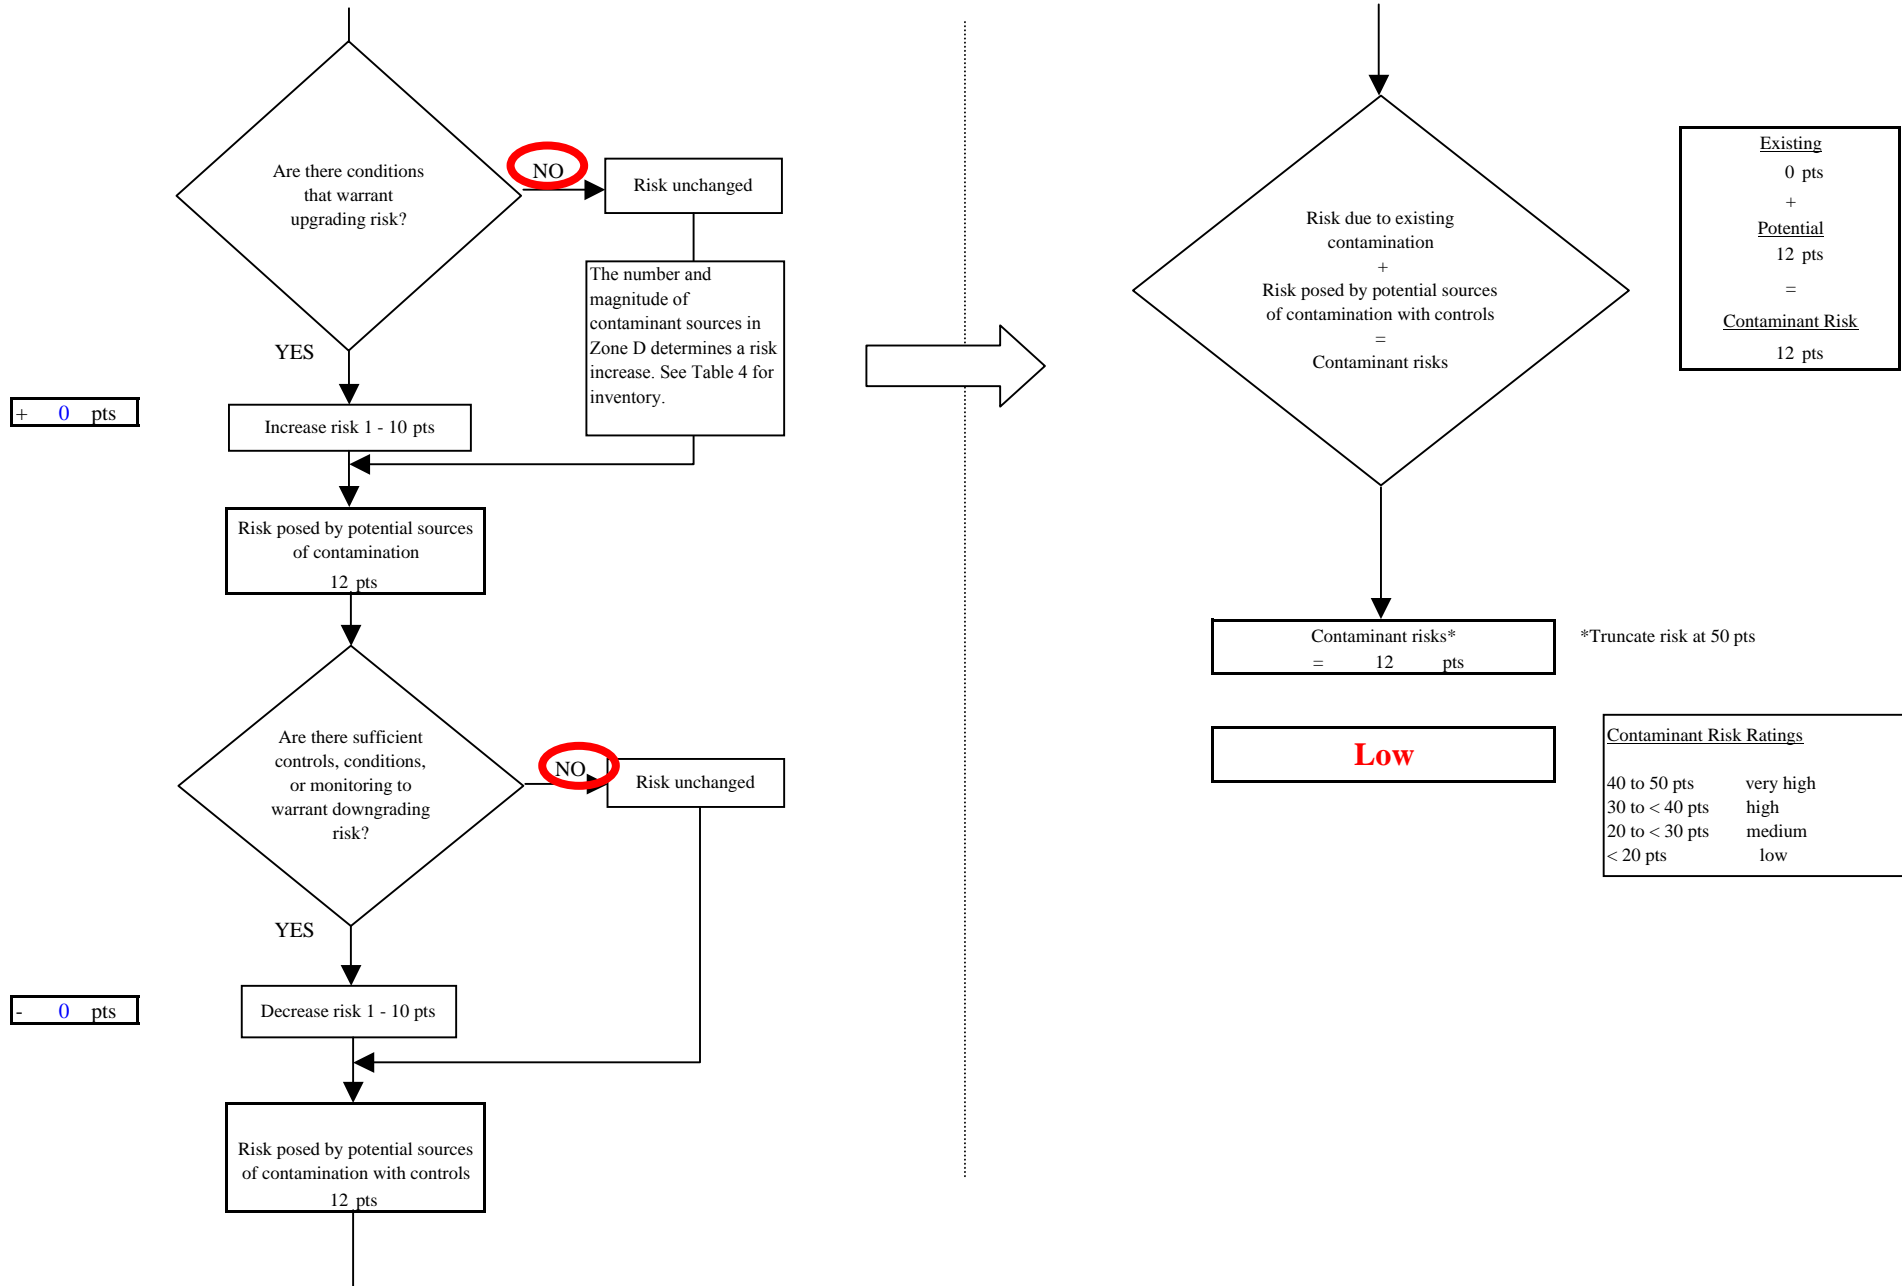 Are there conditions
that warrant
upgrading risk?
NO
Risk unchanged
The number and
magnitude of
contaminant sources in
Zone D determines a risk
increase. See Table 4 for
inventory.
YES
+ 0 pts
Increase risk 1 - 10 pts
Risk posed by potential sources
of contamination
12 pts
Are there sufficient
controls, conditions,
or monitoring to
warrant downgrading
risk?
NO
Risk unchanged
YES
- 0 pts
Decrease risk 1 - 10 pts
Risk posed by potential sources
of contamination with controls
12 pts
Risk due to existing
contamination
+
Risk posed by potential sources
of contamination with controls
=
Contaminant risks
Existing
0 pts
+
Potential
12 pts
=
Contaminant Risk
12 pts
Contaminant risks*
= 12 pts
*Truncate risk at 50 pts
Low
Contaminant Risk Ratings
40 to 50 pts very high
30 to < 40 pts high
20 to < 30 pts medium
< 20 pts low